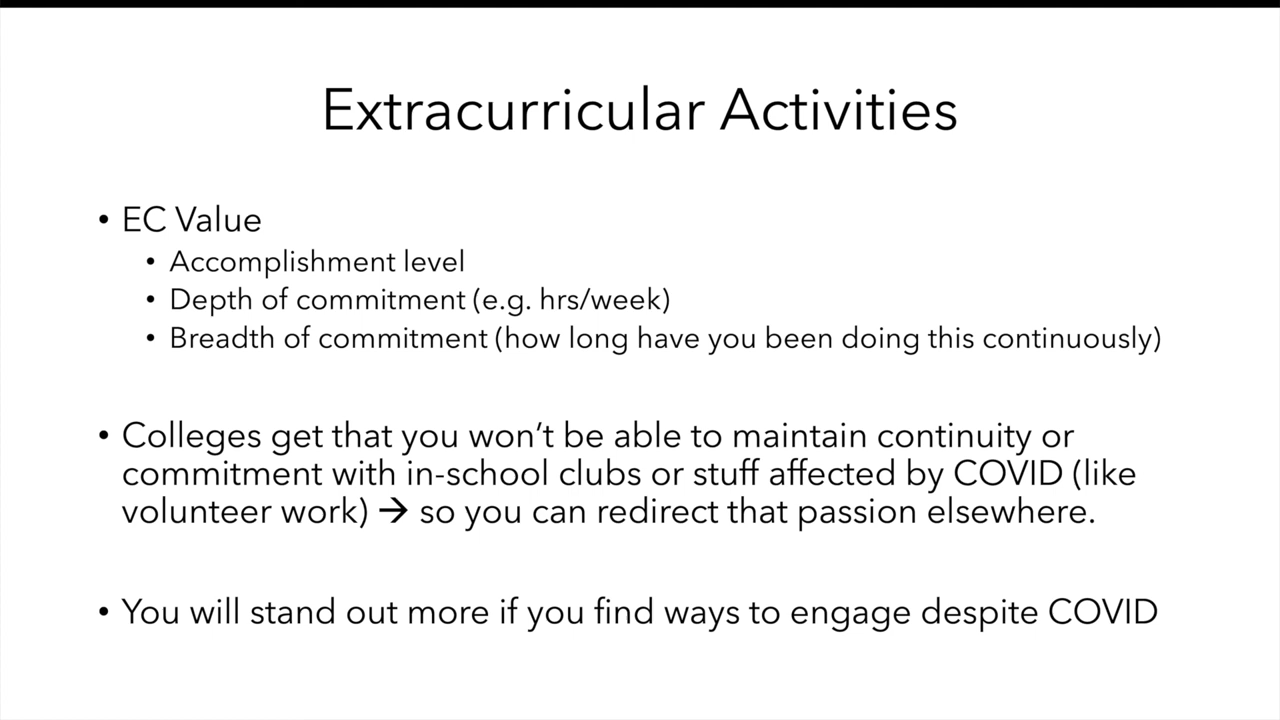 Extracurricular Activities
• EC Value
• Accomplishment level
• Depth of commitment (e.g. hrs/week)
• Breadth of commitment (how long have you been doing this continuously)
• Colleges get that you won’t be able to maintain continuity or
commitment with in-school clubs or stuff affected by COVID (like
volunteer work) → so you can redirect that passion elsewhere.
• You will stand out more if you find ways to engage despite COVID